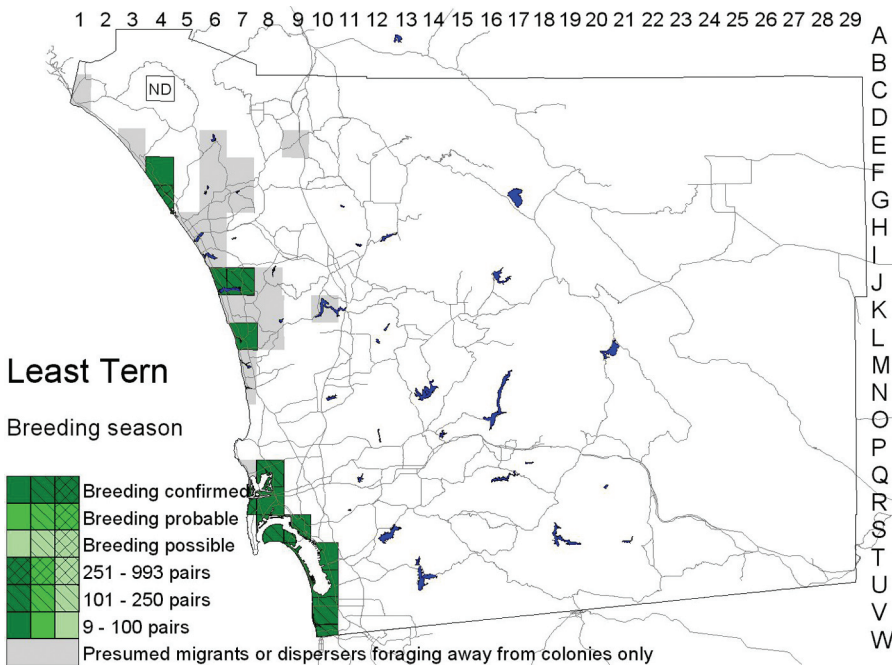 1 2 3 4 5 6 7 8 9 10 11 12 13 14 15 16 17 18 19 20 21 22 23 24 25 26 27 28 29
A
B
C
D
E
F
G
H
I
J
K
L
M
N
O
P
Q
R
S
T
U
V
W
ND
Least Tern
Breeding season
Breeding confirmed
Breeding probable
Breeding possible
251 - 993 pairs
101 - 250 pairs
9 - 100 pairs
Presumed migrants or dispersers foraging away from colonies only